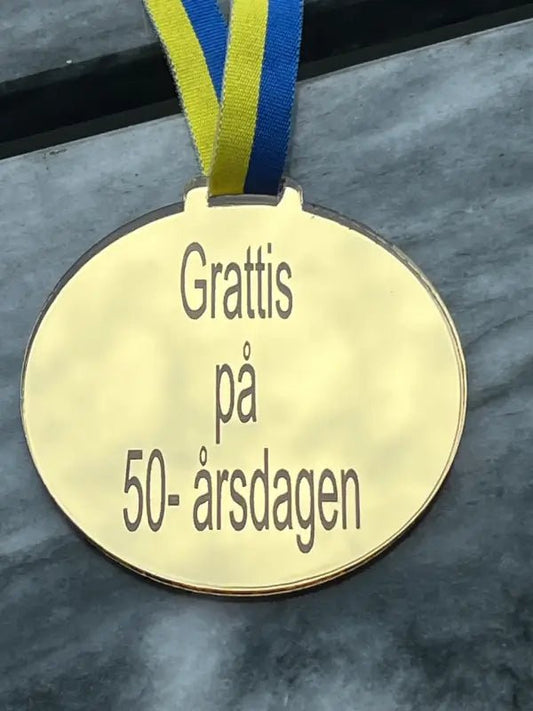 Grattis
på
50- årsdagen